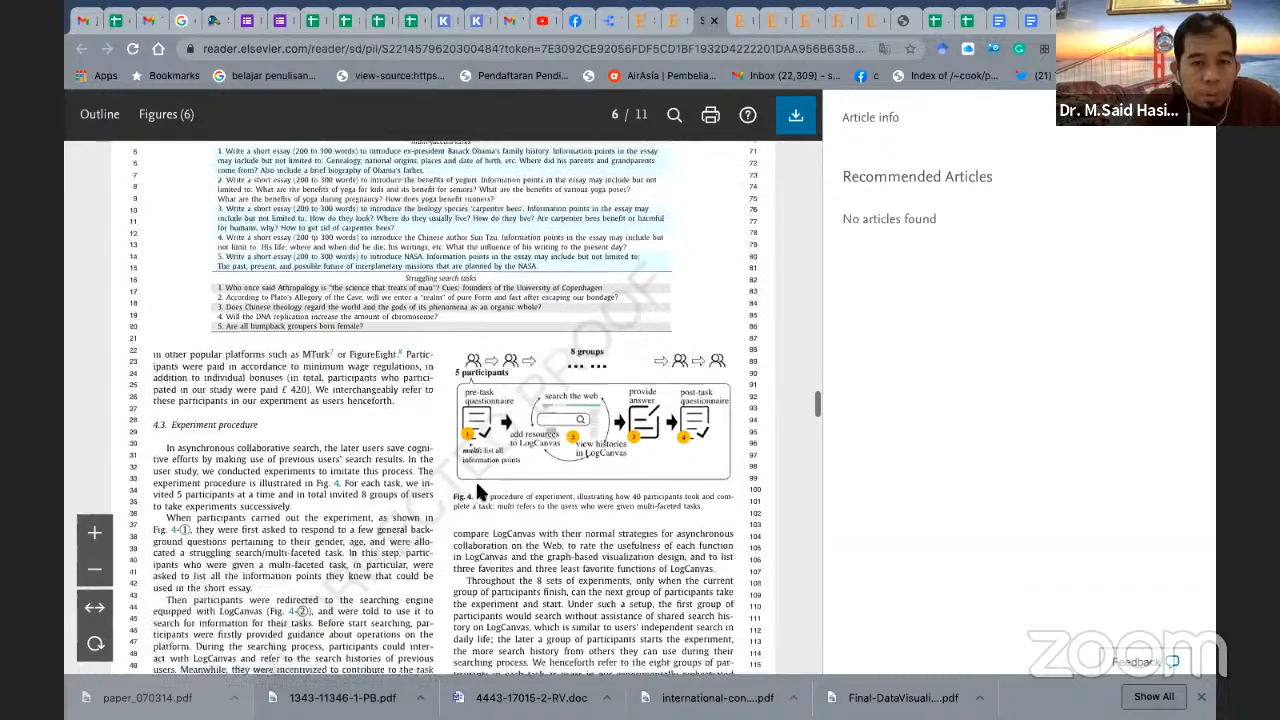 reader.elsevier.com/reader/sd/pii/S2214579620300484?token=7E3092CE92056FDF5CD1BF1932D4222201DAA956B6358...
Apps
Bookmarks
belajar penulisan...
view-source:https...
Pendaftaran Pendi...
AirAsia | Pembelia...
Inbox (22,309) – s...
c
Index of /~cook/p...
(21)
Dr. M.Said Hasi...
Outline
Figures (6)
6 / 11
Article info
Recommended Articles
No articles found
1. Write a short essay (200 to 300 words) to introduce ex-president Barack Obama's family history. Information points in the essay
may include but not limited to: Genealogy, national origins, places and date of birth, etc. Where did his parents and grandparents
come from? Also include a brief biography of Obama's father.
2. Write a short essay (200 to 300 words) to introduce the benefits of yogurt. Information points in the essay may include but not
limited to: What are the benefits of yoga for kids and its benefit for seniors? What are the benefits of various yoga poses?
What are the benefits of yoga during pregnancy? How does yoga benefit runners?
3. Write a short essay (200 to 300 words) to introduce the biology species 'carpenter bees'. Information points in the essay may
include but not limited to: How do they look? Where do they usually live? How do they live? Are carpenter bees benefit or harmful
for humans, why? How to get rid of carpenter bees?
4. Write a short essay (200 to 300 words) to introduce the Chinese author Sun Tzu. Information points in the essay may include but
not limit to: His life; where and when did he die; his writings, etc. What the influence of his writing to the present day?
5. Write a short essay (200 to 300 words) to introduce NASA. Information points in the essay may include but not limited to:
The past, present, and possible future of interplanetary missions that are planned by the NASA.
Struggling search tasks
1. Who once said Athropology is "the science that treats of man"? Cues: founders of the University of Copenhagen
2. According to Plato's Allegory of the Cave, will we enter a "realm" of pure Form and fact after escaping our bondage?
3. Does Chinese theology regard the world and the gods of its phenomena as an organic whole?
4. Will the DNA replication increase the amount of chromosome?
5. Are all humpback groupers born female?
in other popular platforms such as MTurk7 or FigureEight.8 Partic-
ipants were paid in accordance to minimum wage regulations, in
addition to individual bonuses (in total, participants who partici-
pated in our study were paid £ 420). We interchangeably refer to
these participants in our experiment as users henceforth.
4.3. Experiment procedure
In asynchronous collaborative search, the later users save cogni-
tive efforts by making use of previous users' search results. In the
user study, we conducted experiments to imitate this process. The
experiment procedure is illustrated in Fig. 4. For each task, we in-
vited 5 participants at a time and in total invited 8 groups of users
to take experiments successively.
When participants carried out the experiment, as shown in
Fig. 4-①, they were first asked to respond to a few general back-
ground questions pertaining to their gender, age, and were allo-
cated a struggling search/multi-faceted task. In this step, partic-
ipants who were given a multi-faceted task in particular, were
asked to list all the information points they knew that could be
used in the short essay.
Then participants were redirected to the searching engine
equipped with LogCanvas (Fig. 4-②), and were told to use it to
search for information for their tasks. Before start searching, par-
ticipants were firstly provided guidance about operations on the
platform. During the searching process, participants could inter-
act with LogCanvas and refer to the search histories of previous
users. Meanwhile, they were incentivized to contribute to the task
8 groups
5 participants
pre-task
questionnaire
search the web
provide
answer
post-task
questionnaire
add resources
to LogCanvas
view histories
in LogCanvas
1
2
3
4
+
multi: list all
information points
Fig. 4. procedure of experiment, illustrating how 40 participants took and com-
plete a task; multi refers to the users who were given multi-faceted tasks.
compare LogCanvas with their normal strategies for asynchronous
collaboration on the Web, to rate the usefulness of each function
in LogCanvas and the graph-based visualization design, and to list
three favorites and three least favorite functions of LogCanvas.
Throughout the 8 sets of experiments, only when the current
group of participants finish, can the next group of participants take
the experiment and start. Under such a setup, the first group of
participants would search without assistance of shared search his-
tory on LogCanvas, which is similar to users' independent search in
daily life; the later a group of participants starts the experiment,
the more search history from others they can use during their
searching process. We henceforth refer to the eight groups of par-
zoom
Feedback
paper_070314.pdf
1343-11346-1-PB.pdf
4443-17015-2-RV.doc
international-con....pdf
Final-DataVisuali....pdf
Show All